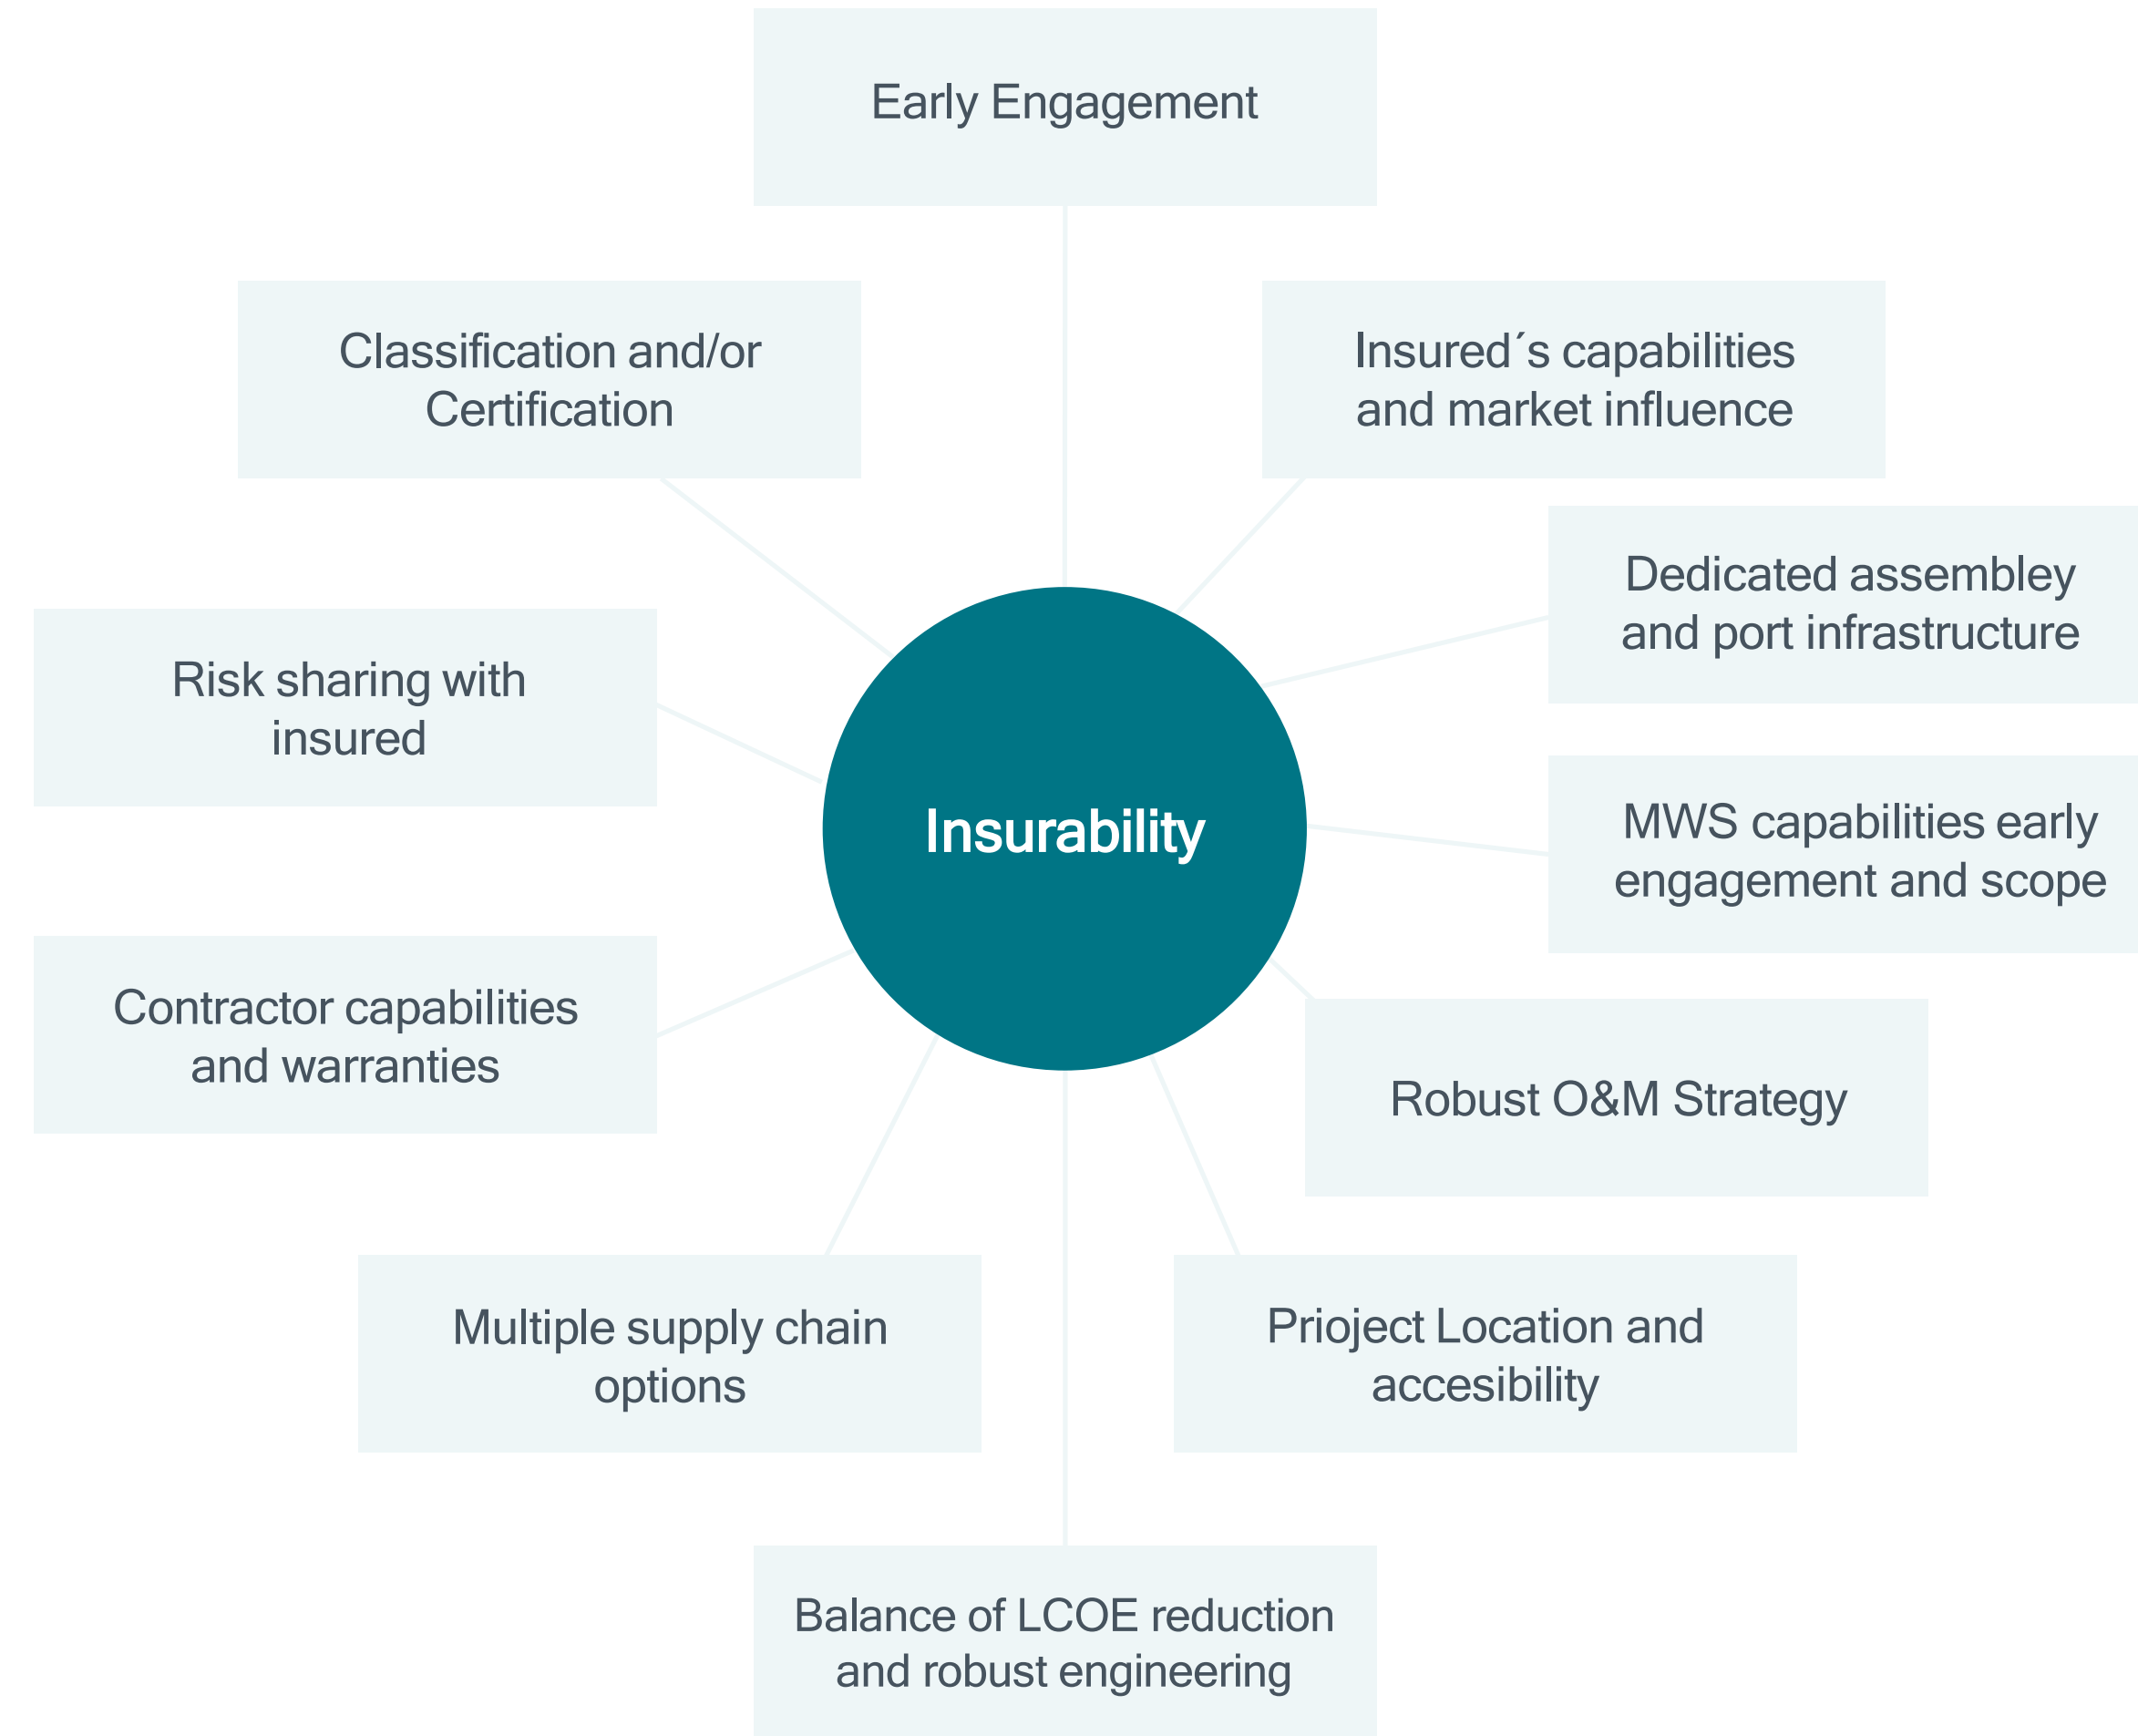 Early Engagement
Classification and/or
Certification
Insured´s capabilities
and market influence
Dedicated assembley
and port infrastructure
Risk sharing with
insured
Insurability
MWS capabilities early
engagement and scope
Contractor capabilities
and warranties
Robust O&M Strategy
Multiple supply chain
options
Prioject Location and
accesibility
Balance of LCOE reduction
and robust engineering